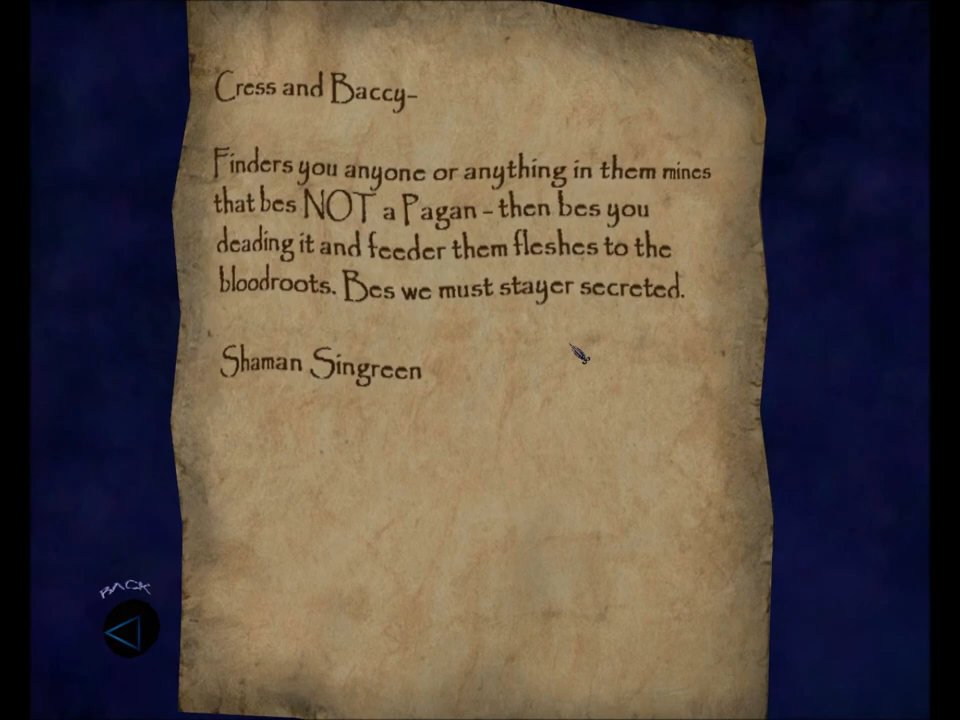 Cress and Baccy-
Finders you anyone or anything in them mines
that bes NOT a Pagan - then bes you
deading it and feeder them fleshes to the
bloodroots. Bes we must stayer secreted.
Shaman Singreen
BACK